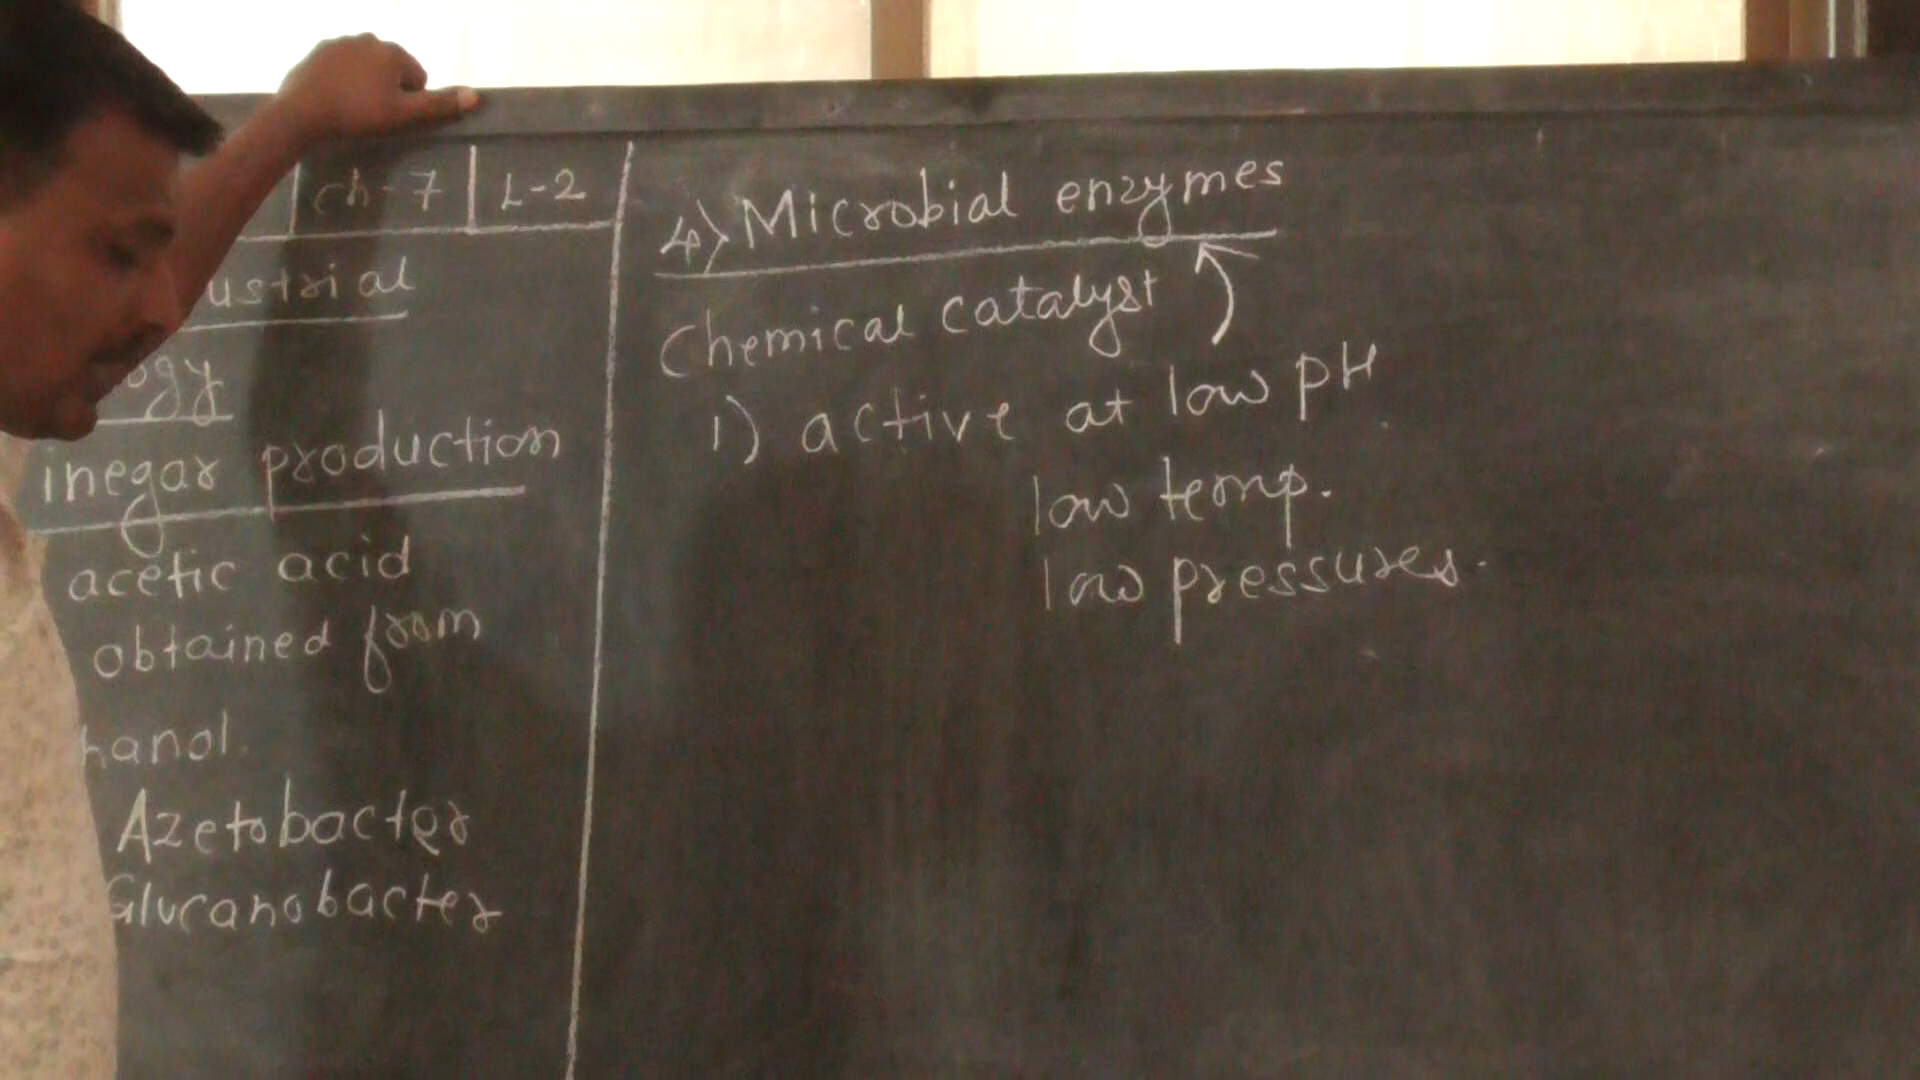 ch-7 L-2
ustrial
ogy
inegar production
acetic acid
obtained from
hanol.
Azetobacter
Glucanobacter
4) Microbial enzymes
Chemical catalyst
1) active at low pH
low temp.
low pressures.